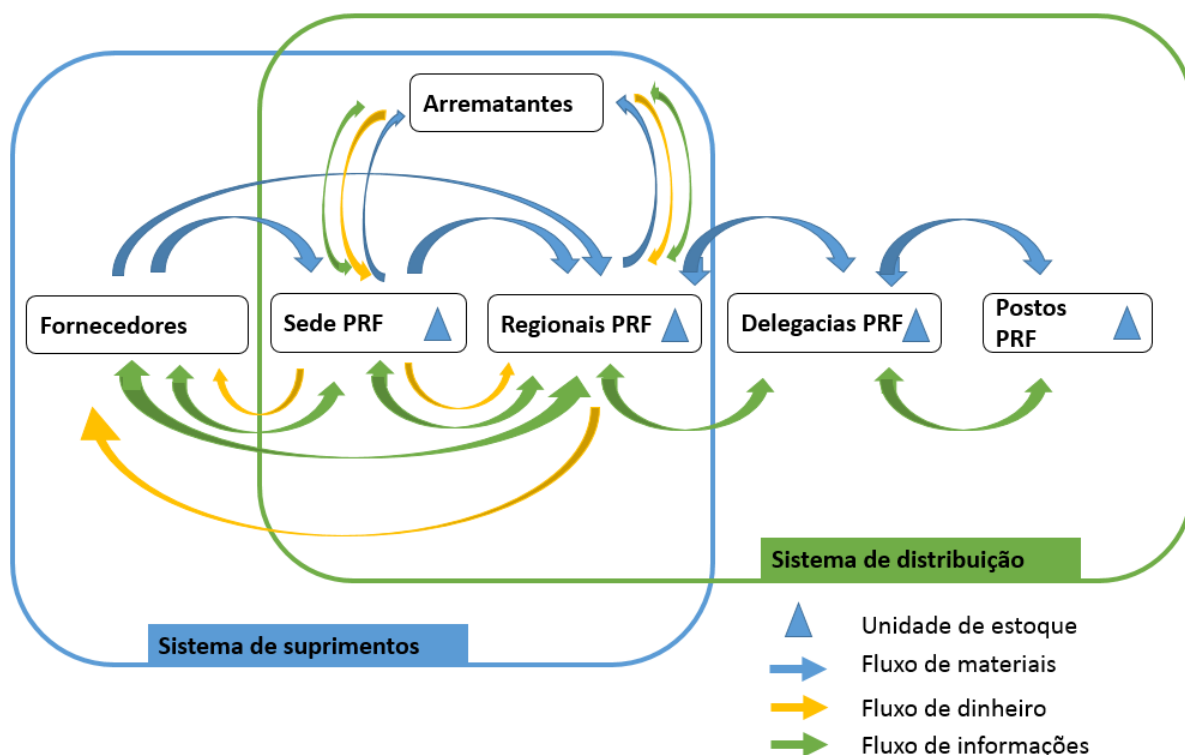 Arrematantes
Fornecedores
Sede PRF
Regionais PRF
Delegacias PRF
Postos
PRF
Sistema de distribuição
Sistema de suprimentos
Unidade de estoque
Fluxo de materiais
Fluxo de dinheiro
Fluxo de informações